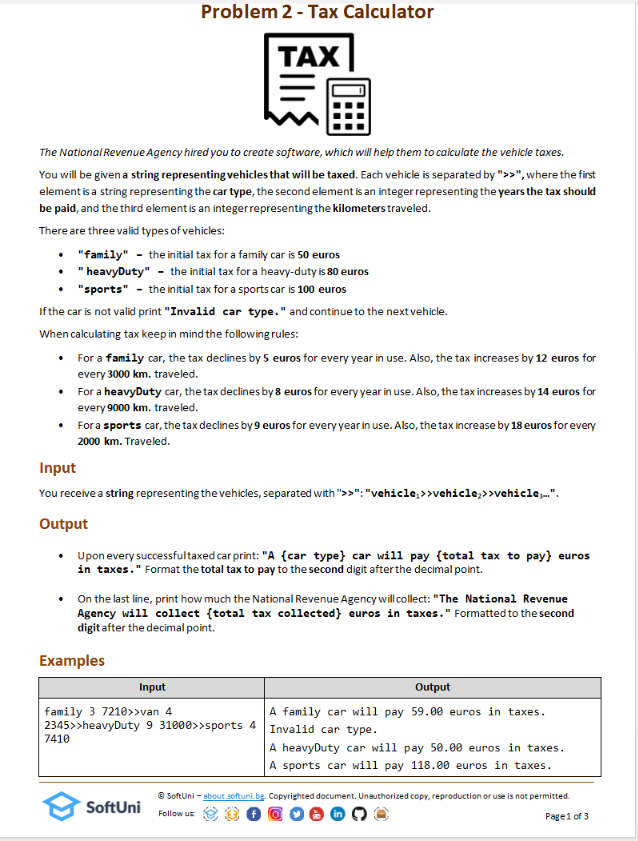 Problem 2 - Tax Calculator
TAX
The National Revenue Agency hired you to create software, which will help them to calculate the vehicle taxes.
You will be given a string representing vehicles that will be taxed. Each vehicle is separated by ">>", where the first
element is a string representing the car type, the second element is an integer representing the years the tax should
be paid, and the third element is an integer representing the kilometers traveled.
There are three valid types of vehicles:
• "family" – the initial tax for a family car is 50 euros
• " heavyDuty" – the initial tax for a heavy-duty is 80 euros
• "sports" – the initial tax for a sports car is 100 euros
If the car is not valid print "Invalid car type." and continue to the next vehicle.
When calculating tax keep in mind the following rules:
• For a family car, the tax declines by 5 euros for every year in use. Also, the tax increases by 12 euros for
every 3000 km. traveled.
• For a heavyDuty car, the tax declines by 8 euros for every year in use. Also, the tax increases by 14 euros for
every 9000 km. traveled.
• For a sports car, the tax declines by 9 euros for every year in use. Also, the tax increase by 18 euros for every
2000 km. Traveled.
Input
You receive a string representing the vehicles, separated with ">>": "vehicle₁>>vehicle₂>>vehicle₃…".
Output
• Upon every successful taxed car print: "A {car type} car will pay {total tax to pay} euros
in taxes." Format the total tax to pay to the second digit after the decimal point.
• On the last line, print how much the National Revenue Agency will collect: "The National Revenue
Agency will collect {total tax collected} euros in taxes." Formatted to the second
digit after the decimal point.
Examples
Input Output
family 3 7210>>van 4
2345>>heavyDuty 9 31000>>sports 4
7410
A family car will pay 59.00 euros in taxes.
Invalid car type.
A heavyDuty car will pay 50.00 euros in taxes.
A sports car will pay 118.00 euros in taxes.
SoftUni
© SoftUni – about.softuni.bg. Copyrighted document. Unauthorized copy, reproduction or use is not permitted.
Follow us:
Page 1 of 3